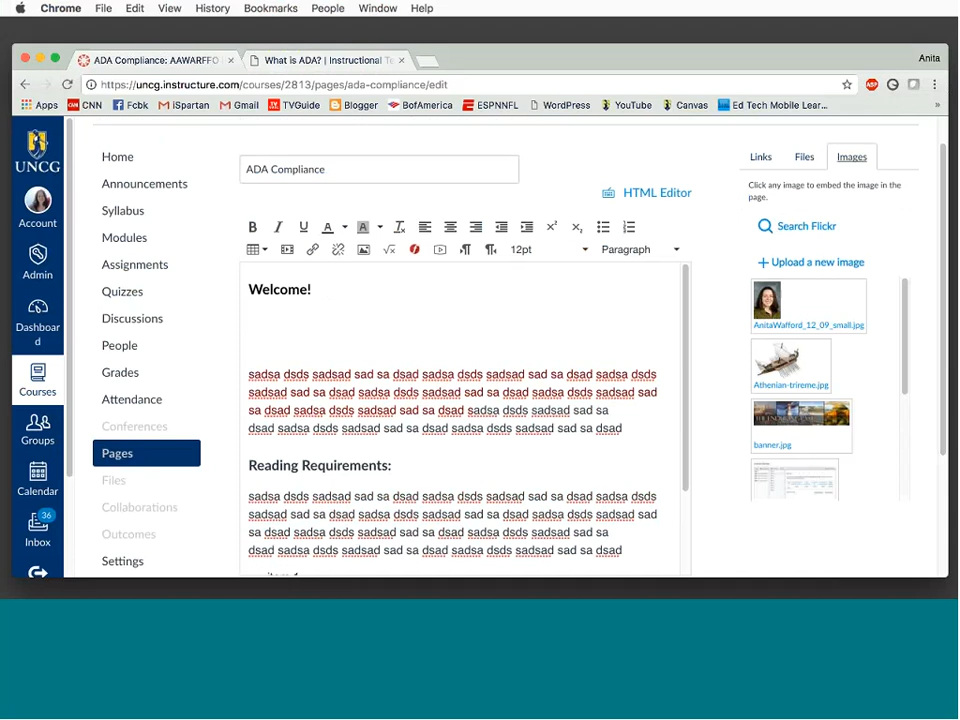 Chrome File Edit View History Bookmarks People Window Help
ADA Compliance: AAWARFFO
What is ADA? | Instructional Te
Anita
https://uncg.instructure.com/courses/2813/pages/ada-compliance/edit
Apps CNN Fcbk iSpartan Gmail TVGuide Blogger BofAmerica ESPNNFL WordPress YouTube Canvas Ed Tech Mobile Lear... »
UNCG
Account
Admin
Dashboar
d
Courses
Groups
Calendar
36
Inbox
Home
Announcements
Syllabus
Modules
Assignments
Quizzes
Discussions
People
Grades
Attendance
Conferences
Pages
Files
Collaborations
Outcomes
Settings
ADA Compliance
HTML Editor
B I U A A
12pt Paragraph
Welcome!
sadsa dsds sadsad sad sa dsad sadsa dsds sadsad sad sa dsad sadsa dsds
sadsad sad sa dsad sadsa dsds sadsad sad sa dsad sadsa dsds sadsad sad
sa dsad sadsa dsds sadsad sad sa dsad sadsa dsds sadsad sad sa
dsad sadsa dsds sadsad sad sa dsad sadsa dsds sadsad sad sa dsad
Reading Requirements:
sadsa dsds sadsad sad sa dsad sadsa dsds sadsad sad sa dsad sadsa dsds
sadsad sad sa dsad sadsa dsds sadsad sad sa dsad sadsa dsds sadsad sad
sa dsad sadsa dsds sadsad sad sa dsad sadsa dsds sadsad sad sa
dsad sadsa dsds sadsad sad sa dsad sadsa dsds sadsad sad sa dsad
Links Files Images
Click any image to embed the image in the
page.
Search Flickr
Upload a new image
AnitaWafford_12_09_small.jpg
Athenian-trireme.jpg
banner.jpg